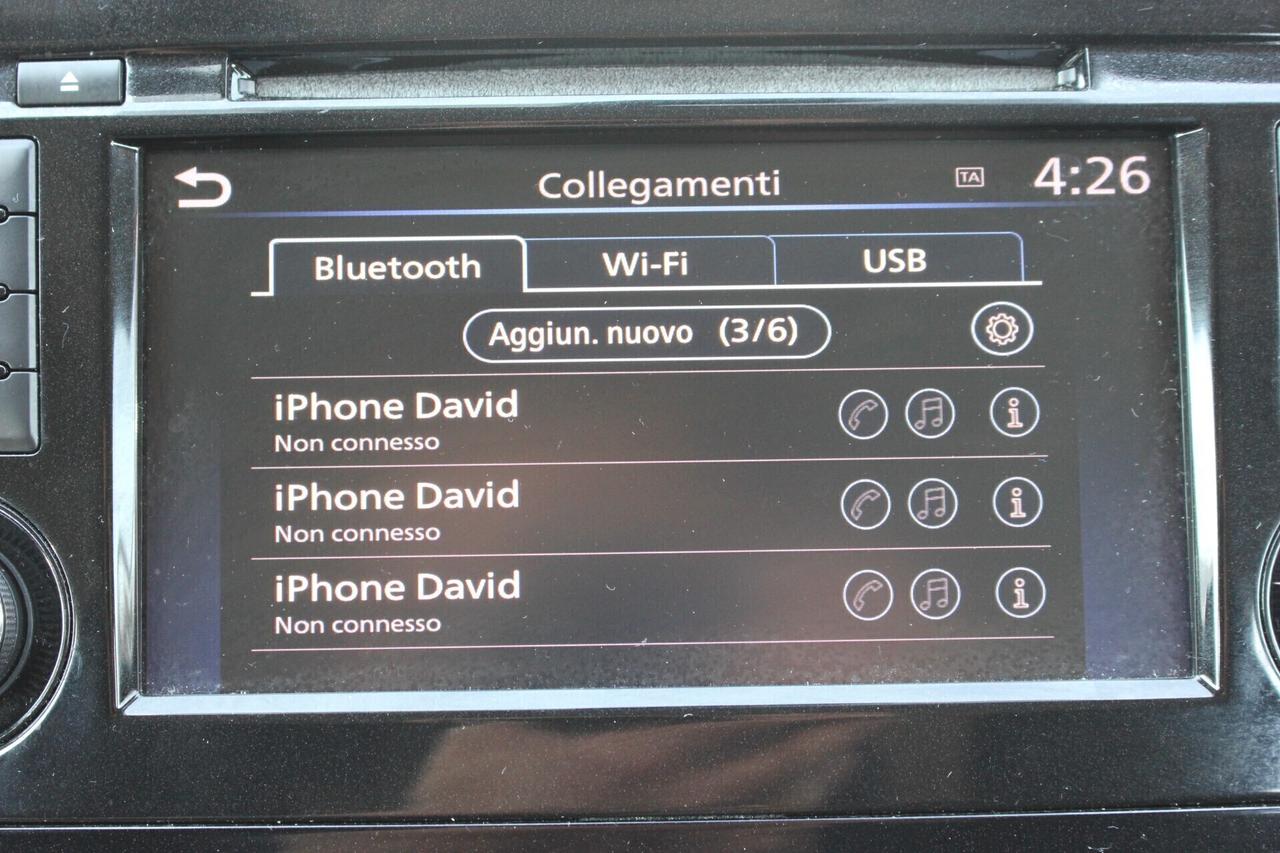 Collegamenti TA 4:26
Bluetooth Wi-Fi USB
Aggiun. nuovo (3/6)
iPhone David
Non connesso
iPhone David
Non connesso
iPhone David
Non connesso